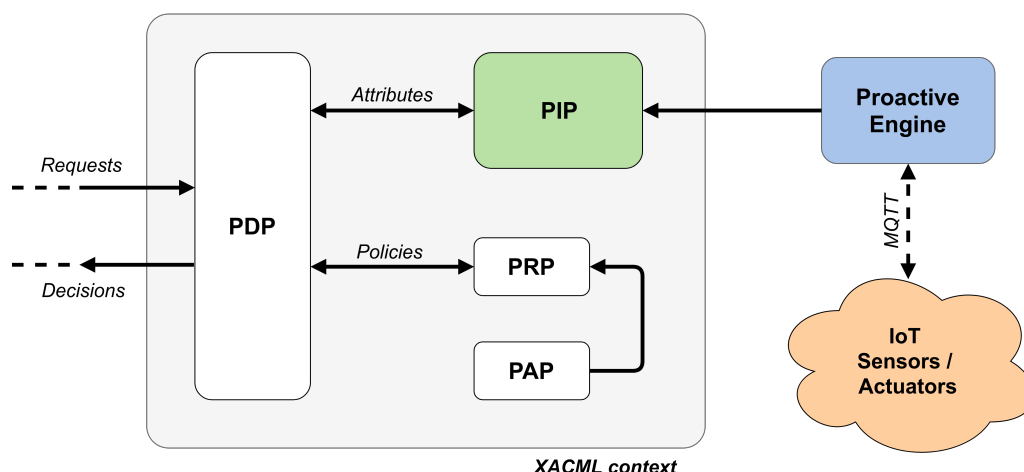 Attributes
PIP
Proactive
Engine
Requests
PDP
MQTT
Policies
PRP
Decisions
IoT
Sensors /
Actuators
PAP
XACML context